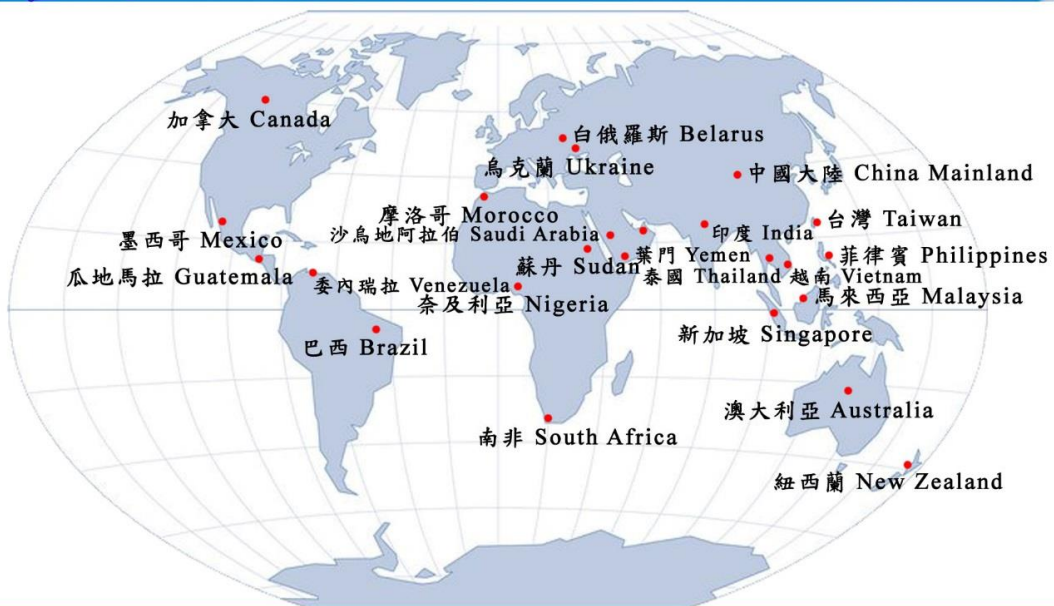 加拿大 Canada
白俄羅斯 Belarus
烏克蘭 Ukraine
中國大陸 China Mainland
摩洛哥 Morocco
台灣 Taiwan
墨西哥 Mexico
沙烏地阿拉伯 Saudi Arabia
印度 India
瓜地馬拉 Guatemala
蘇丹 Sudan
葉門 Yemen
菲律賓 Philippines
委內瑞拉 Venezuela
泰國 Thailand
越南 Vietnam
奈及利亞 Nigeria
馬來西亞 Malaysia
巴西 Brazil
新加坡 Singapore
澳大利亞 Australia
南非 South Africa
紐西蘭 New Zealand